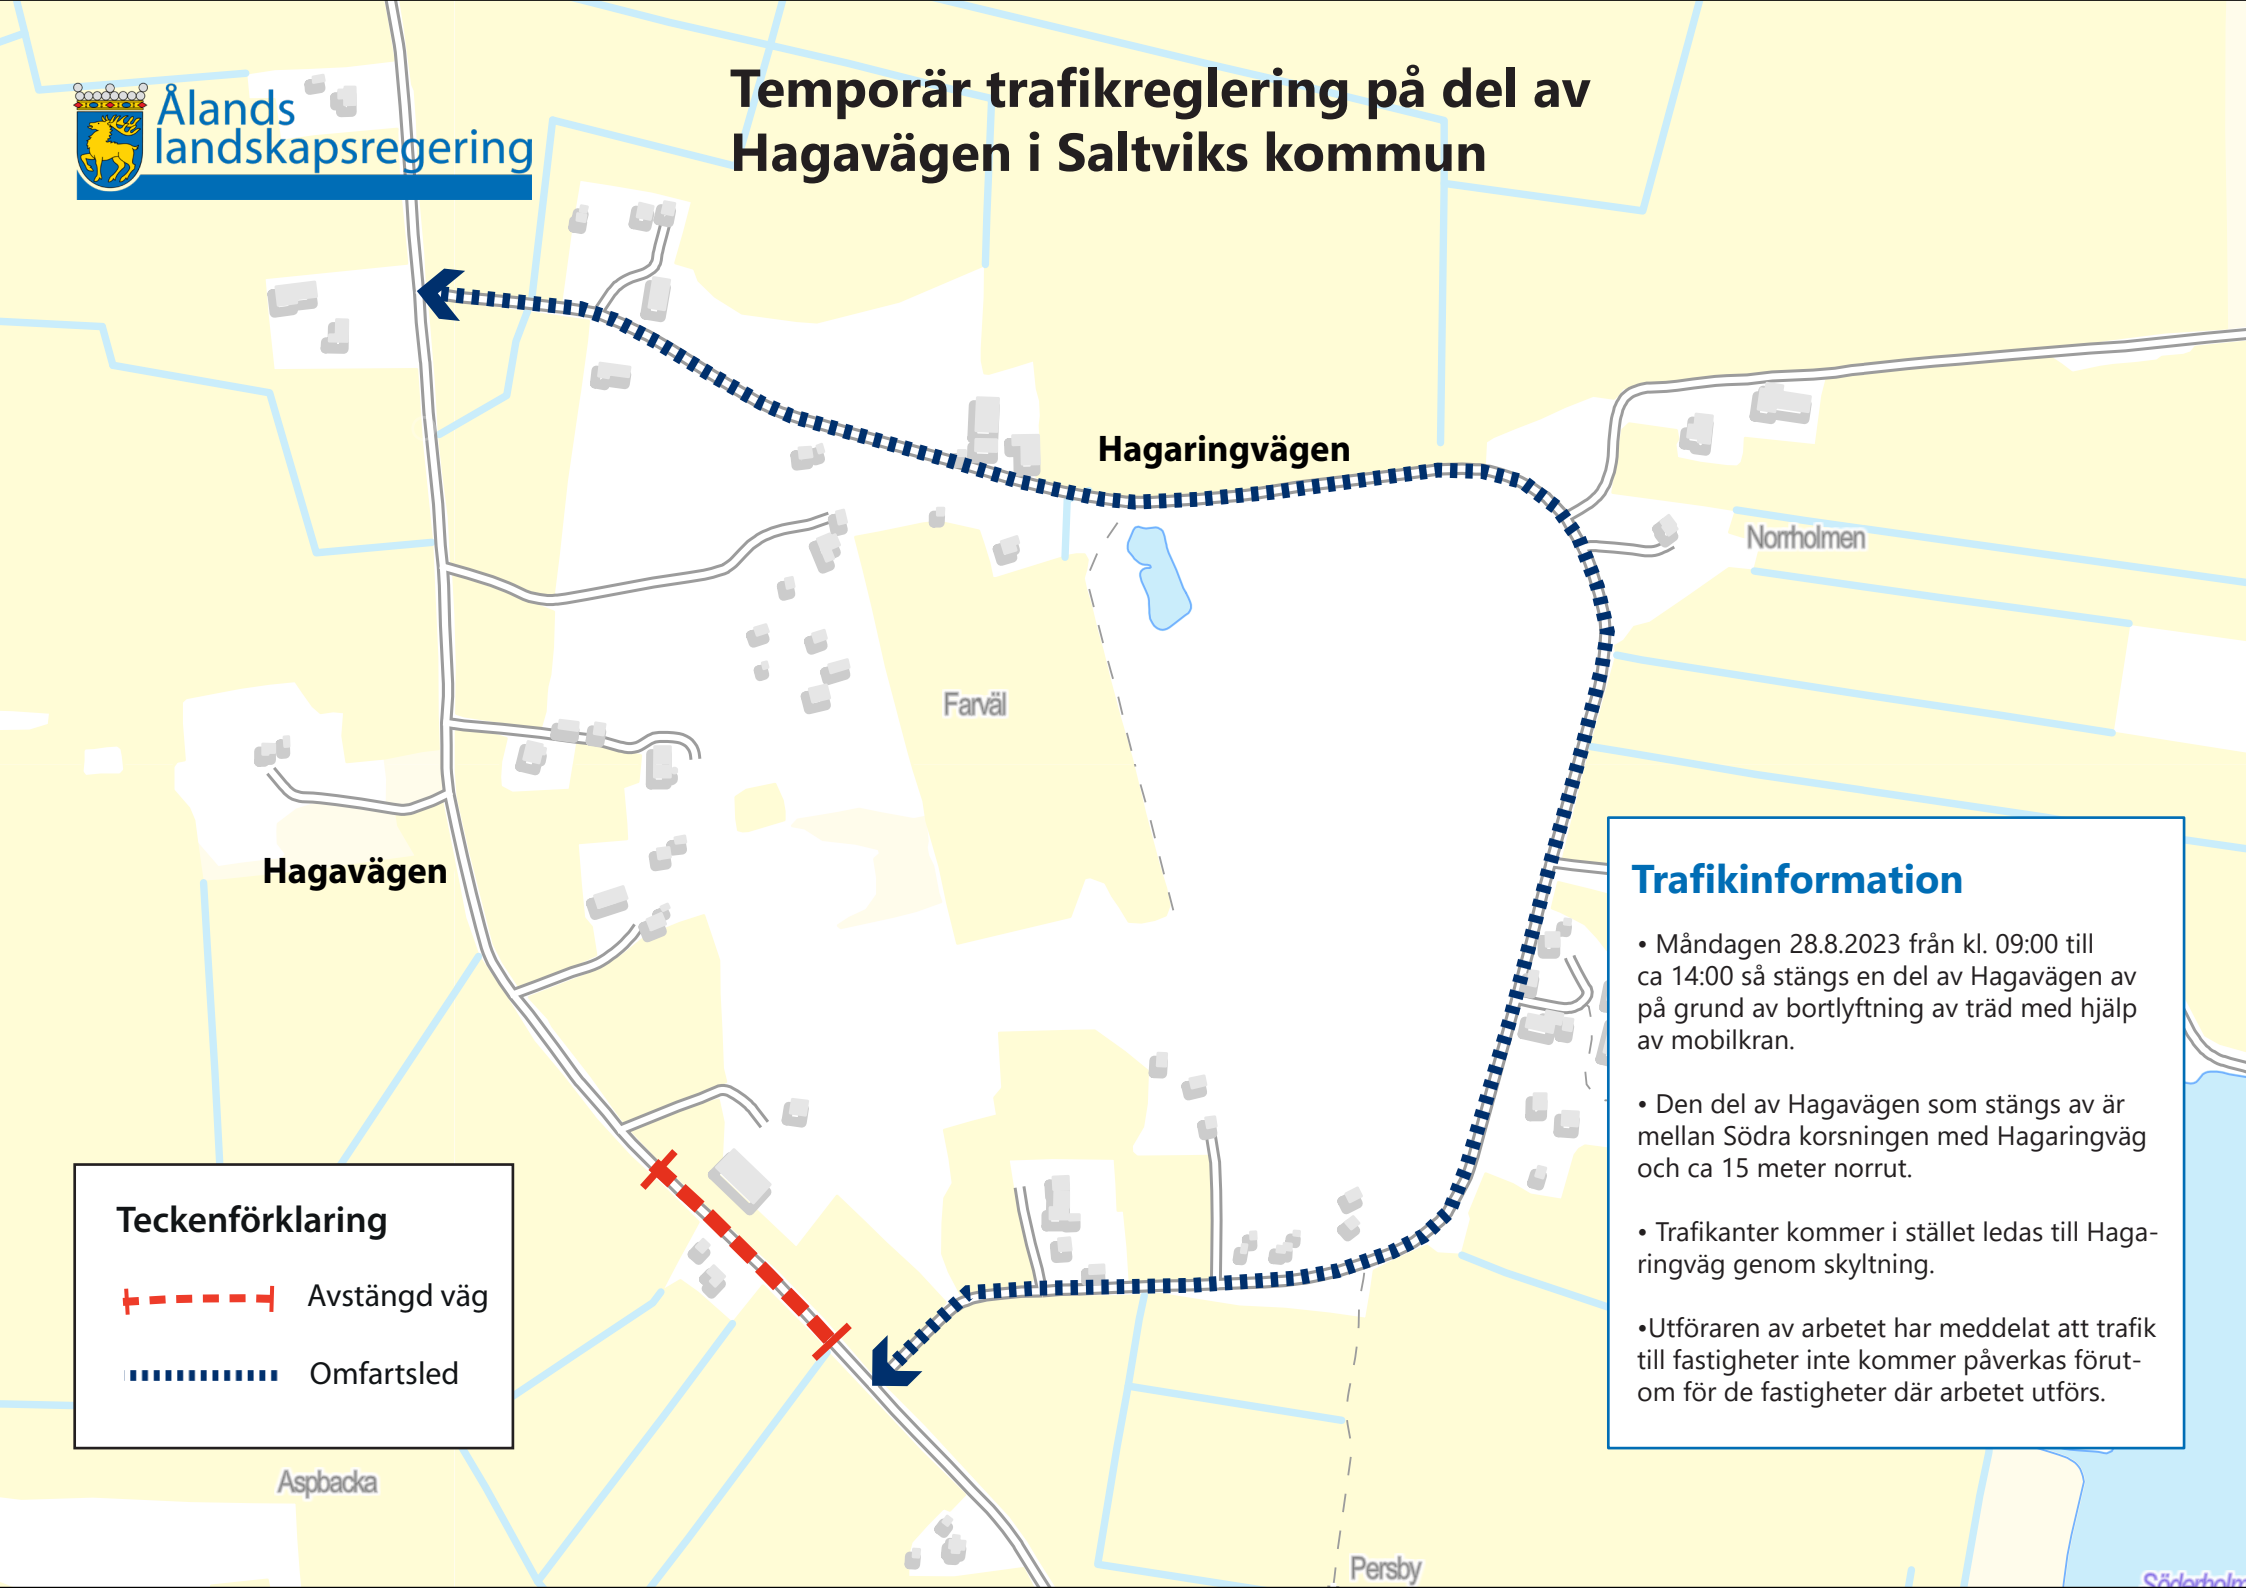 Ålands
landskapsregering
Temporär trafikreglering på del av
Hagavägen i Saltviks kommun
Hagaringvägen
Norrholmen
Farväl
Hagavägen
Trafikinformation
• Måndagen 28.8.2023 från kl. 09:00 till
ca 14:00 så stängs en del av Hagavägen av
på grund av bortlyftning av träd med hjälp
av mobilkran.
• Den del av Hagavägen som stängs av är
mellan Södra korsningen med Hagaringväg
och ca 15 meter norrut.
• Trafikanter kommer i stället ledas till Haga-
ringväg genom skyltning.
•Utföraren av arbetet har meddelat att trafik
till fastigheter inte kommer påverkas förut-
om för de fastigheter där arbetet utförs.
Teckenförklaring
Avstängd väg
Omfartsled
Aspbacka
Persby